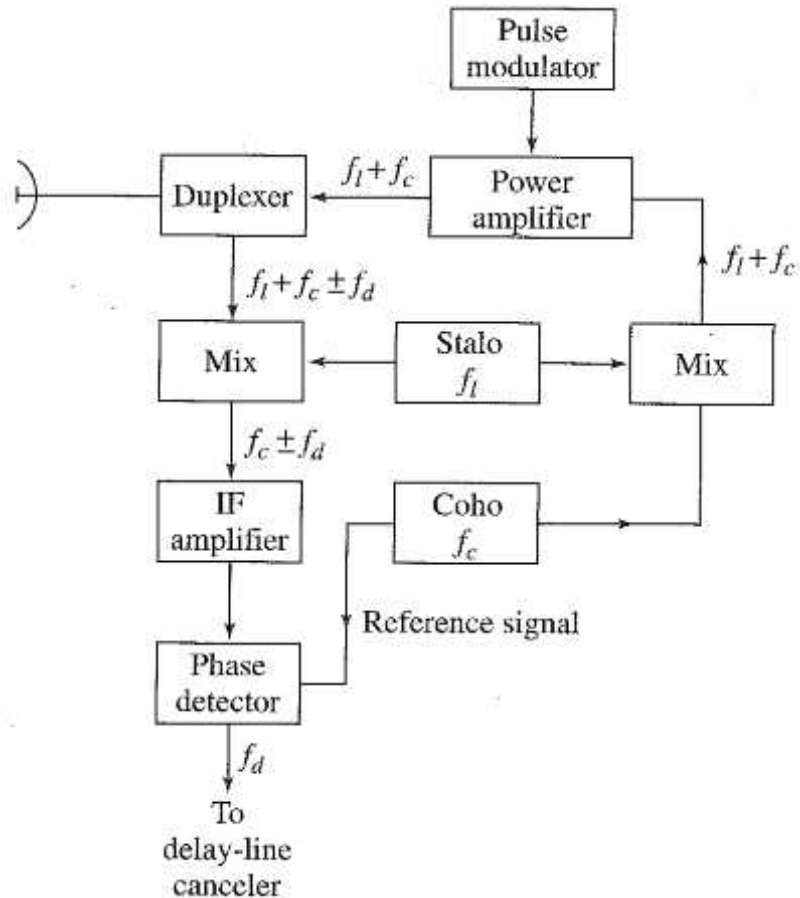 Pulse
modulator
Duplexer
f_l + f_c
Power
amplifier
f_l + f_c
f_l + f_c ± f_d
Mix
Stalo
f_l
Mix
f_c ± f_d
IF
amplifier
Coho
f_c
Reference signal
Phase
detector
f_d
To
delay-line
canceler